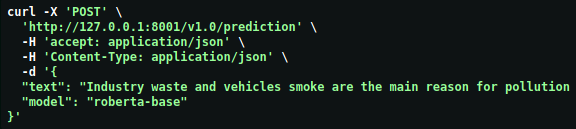 curl -X 'POST' \
'http://127.0.0.1:8001/v1.0/prediction' \
-H 'accept: application/json' \
-H 'Content-Type: application/json' \
-d '{
"text": "Industry waste and vehicles smoke are the main reason for pollution
"model": "roberta-base"
}'